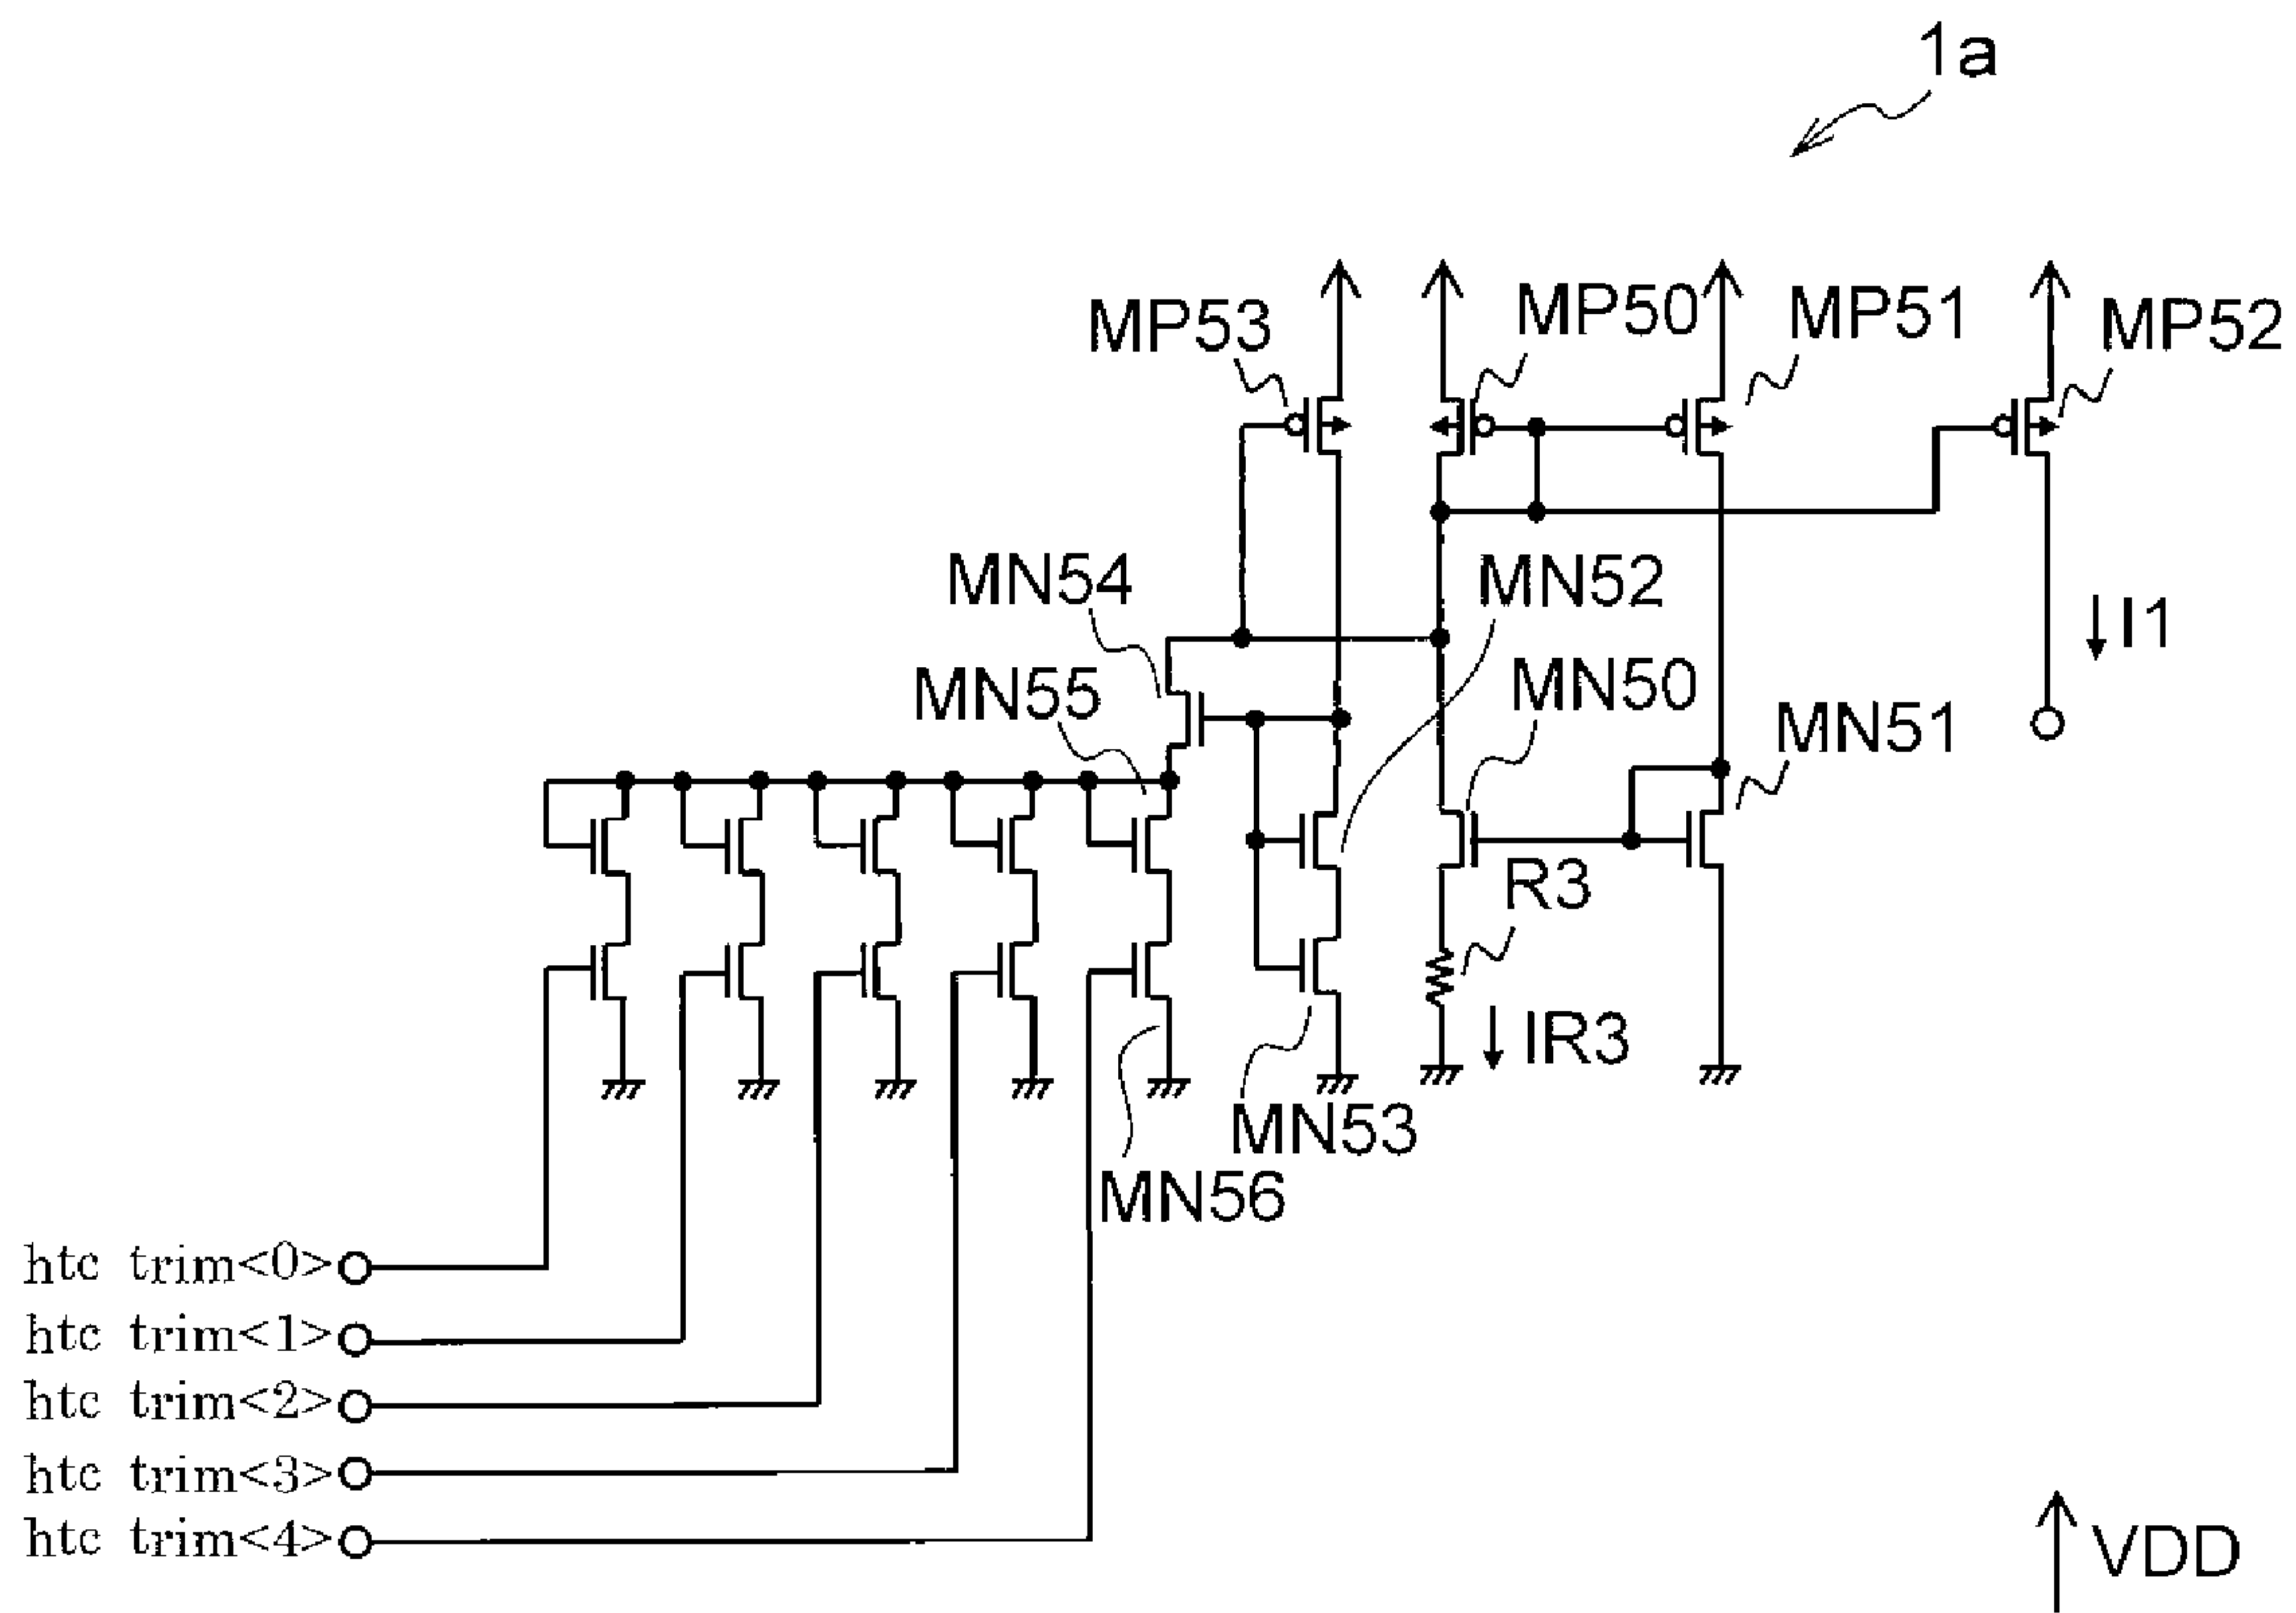 1a
MP53
MP50
MP51
MP52
MN54
MN52
I1
MN55
MN50
MN51
R3
IR3
MN53
MN56
htc trim<0>
htc trim<1>
htc trim<2>
htc trim<3>
htc trim<4>
VDD